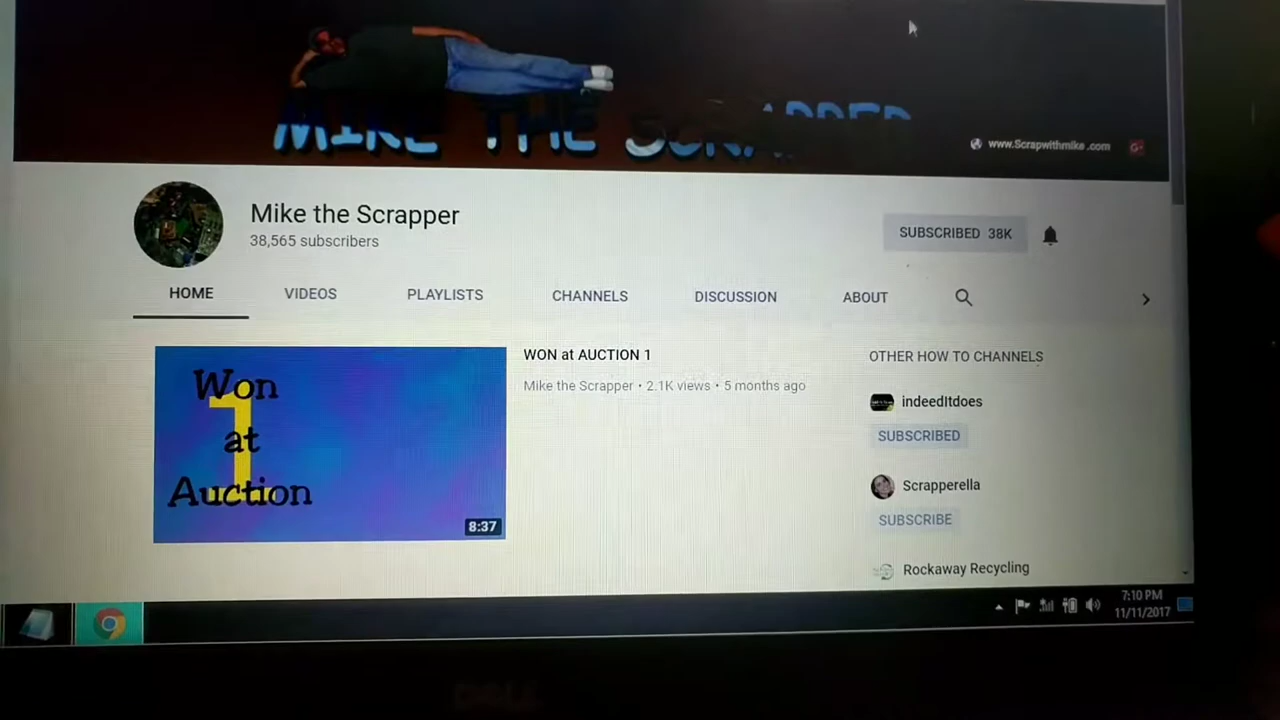 MIKE THE SCRAPPER
www.Scrapwithmike .com
G+
Mike the Scrapper
38,565 subscribers
SUBSCRIBED 38K
HOME VIDEOS PLAYLISTS CHANNELS DISCUSSION ABOUT
Won
at
Auction
1
8:37
WON at AUCTION 1
Mike the Scrapper • 2.1K views • 5 months ago
OTHER HOW TO CHANNELS
indeedItdoes
SUBSCRIBED
Scrapperella
SUBSCRIBE
Rockaway Recycling
7:10 PM
11/11/2017
DELL